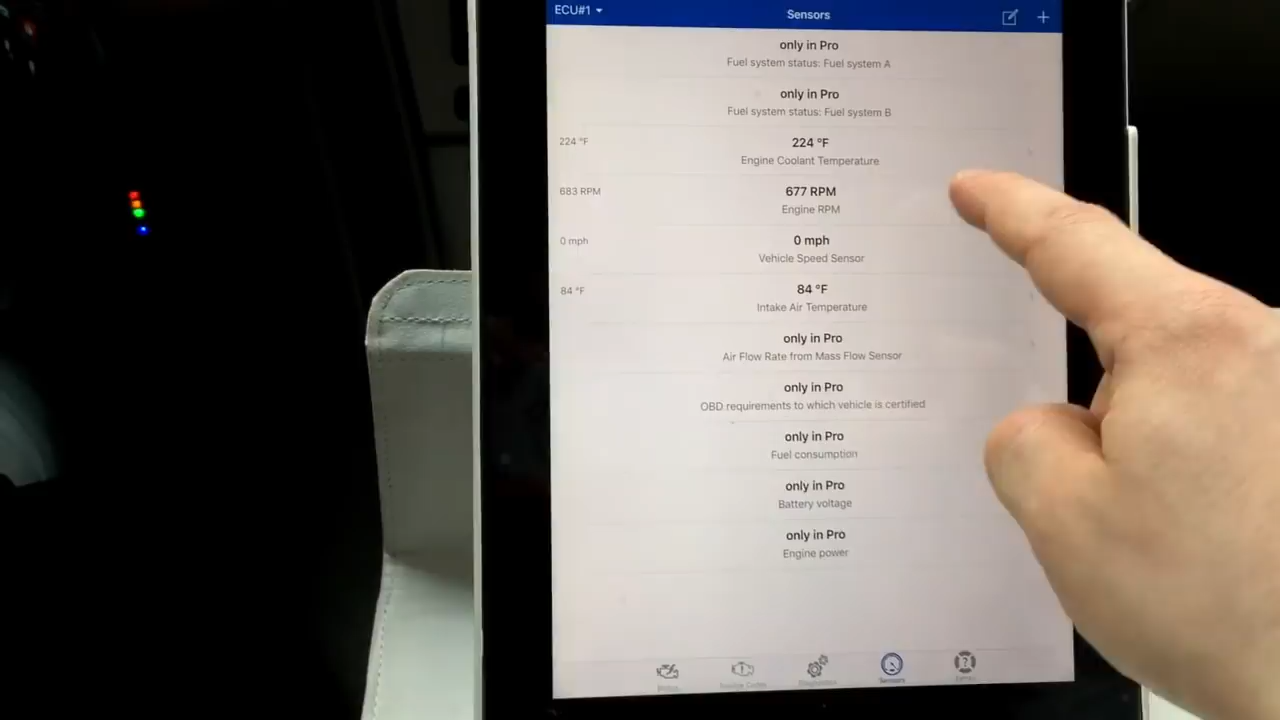 ECU#1
Sensors
only in Pro
Fuel system status: Fuel system A
only in Pro
Fuel system status: Fuel system B
224 °F
224 °F
Engine Coolant Temperature
683 RPM
677 RPM
Engine RPM
0 mph
0 mph
Vehicle Speed Sensor
84 °F
84 °F
Intake Air Temperature
only in Pro
Air Flow Rate from Mass Flow Sensor
only in Pro
OBD requirements to which vehicle is certified
only in Pro
Fuel consumption
only in Pro
Battery voltage
only in Pro
Engine power
Sensors